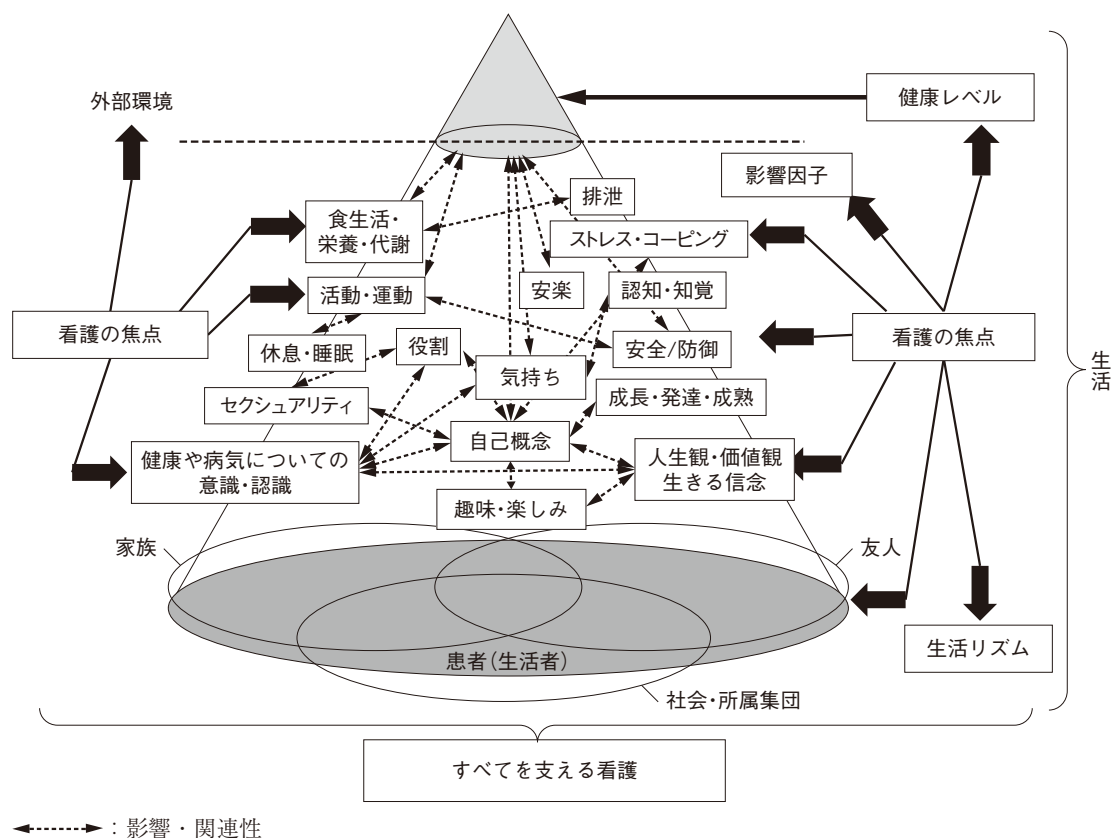 外部環境
健康レベル
影響因子
排泄
食生活・
栄養・代謝
ストレス・コーピング
安楽
認知・知覚
活動・運動
看護の焦点
看護の焦点
休息・睡眠
役割
安全/防御
気持ち
生活
セクシュアリティ
成長・発達・成熟
自己概念
健康や病気についての
意識・認識
人生観・価値観
生きる信念
趣味・楽しみ
家族
友人
生活リズム
患者(生活者)
社会・所属集団
すべてを支える看護
:影響・関連性